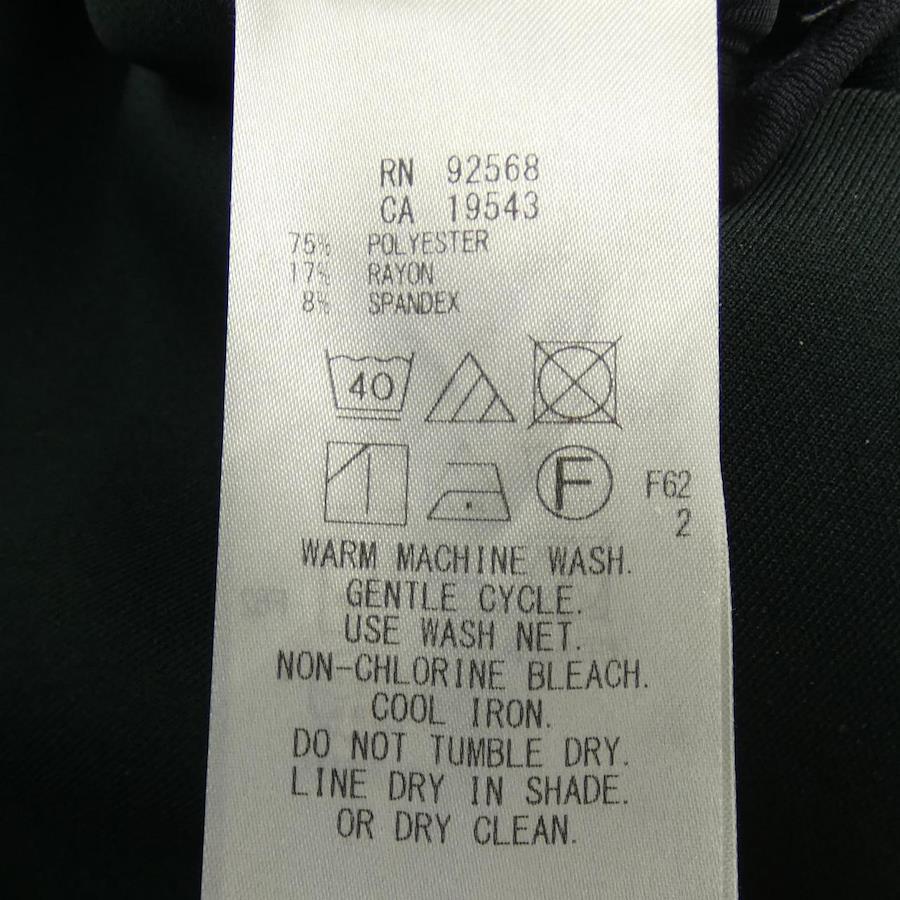 RN 92568
CA 19543
75% POLYESTER
17% RAYON
8% SPANDEX
40
F
F62
2
WARM MACHINE WASH.
GENTLE CYCLE.
USE WASH NET.
NON-CHLORINE BLEACH.
COOL IRON.
DO NOT TUMBLE DRY.
LINE DRY IN SHADE.
OR DRY CLEAN.